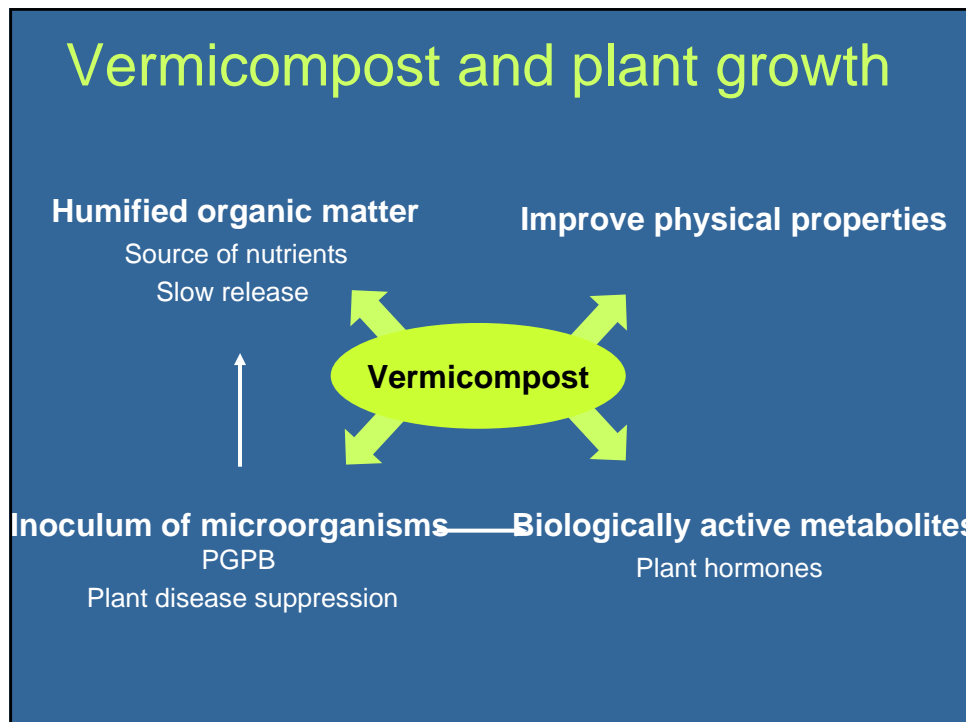 Vermicompost and plant growth
Humified organic matter
Source of nutrients
Slow release
Improve physical properties
Vermicompost
Inoculum of microorganisms
PGPB
Plant disease suppression
Biologically active metabolites
Plant hormones